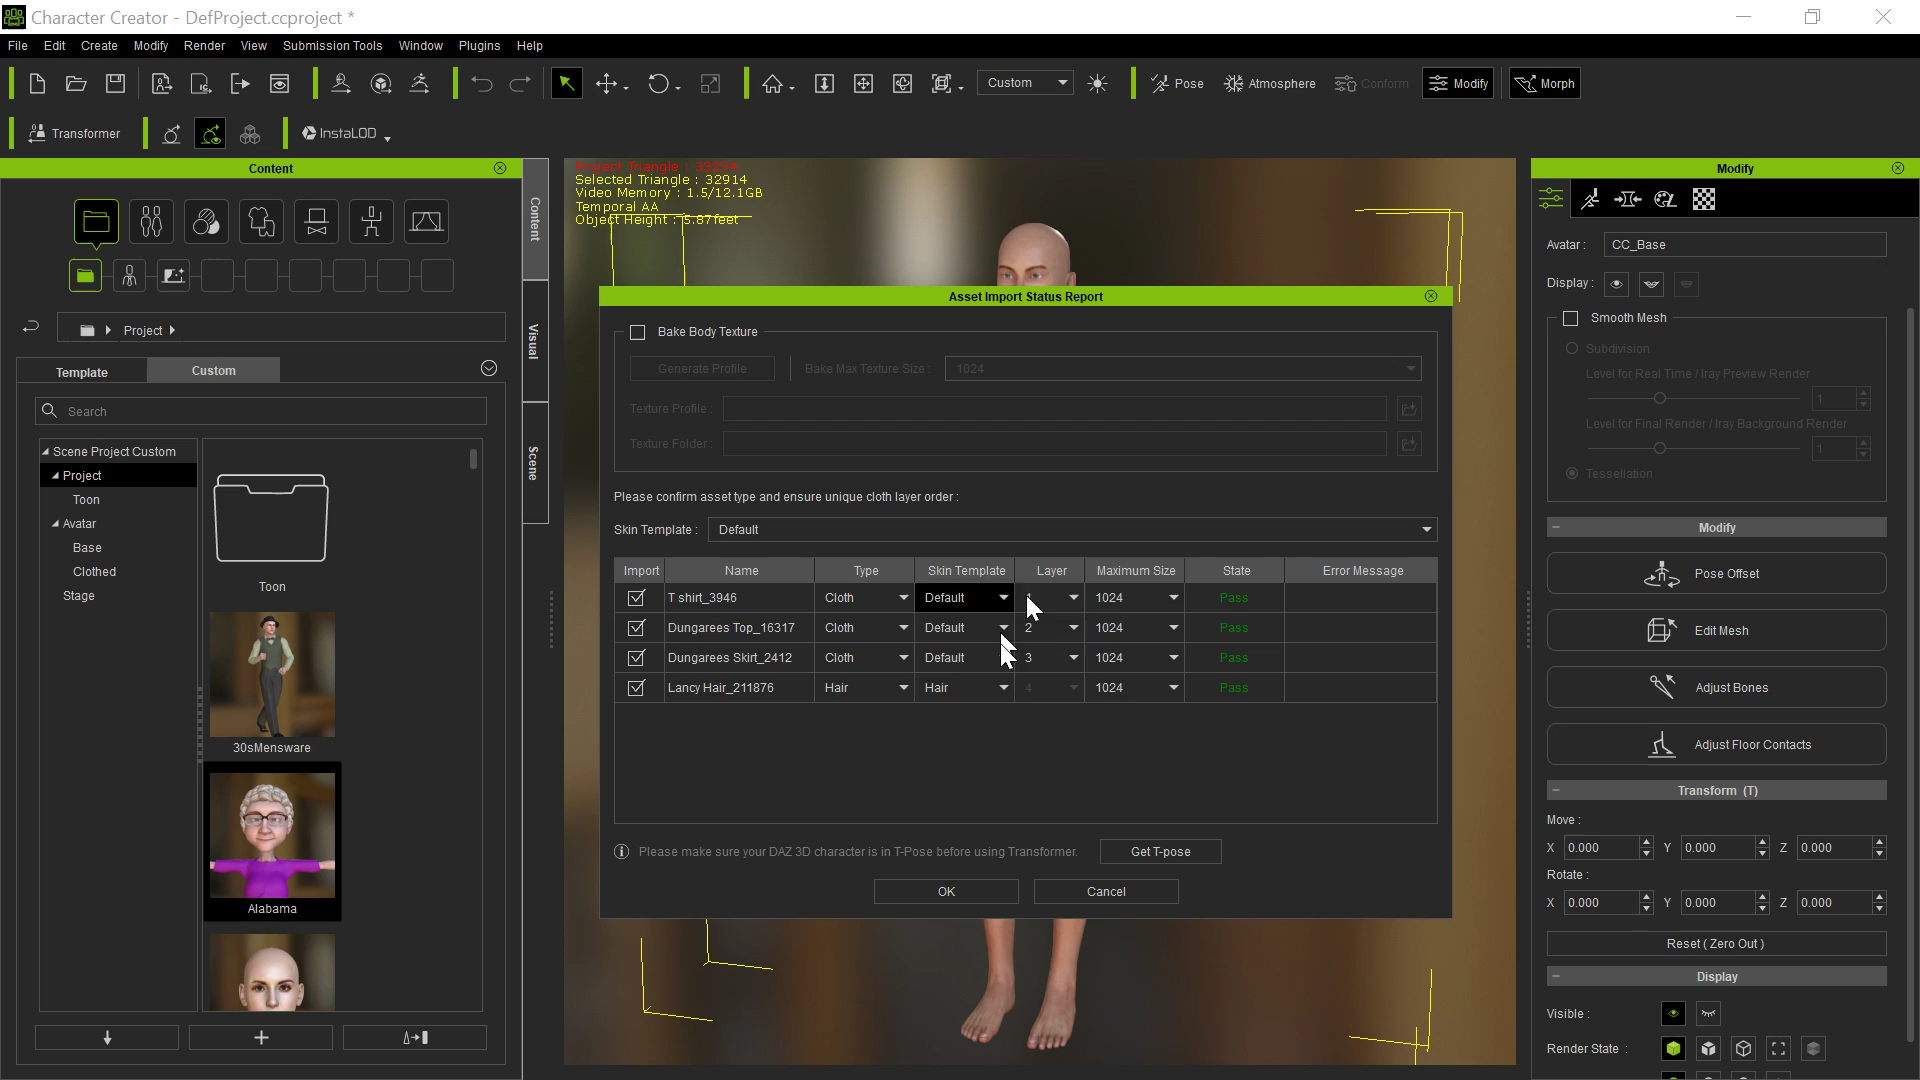 Character Creator - DefProject.ccproject *
File Edit Create Modify Render View Submission Tools Window Plugins Help
Custom Pose Atmosphere Conform Modify Morph
Transformer InstaLOD
Content
Project
Template Custom
Search
Scene Project Custom
Project
Toon
Avatar
Base
Clothed
Stage
Toon
30sMensware
Alabama
Content
Visual
Scene
Project Triangle : 33234
Selected Triangle : 32914
Video Memory : 1.5/12.1GB
Temporal AA
Object Height : 5.87feet
Asset Import Status Report
Bake Body Texture
Generate Profile Bake Max Texture Size : 1024
Texture Profile :
Texture Folder :
Please confirm asset type and ensure unique cloth layer order :
Skin Template : Default
Import Name Type Skin Template Layer Maximum Size State Error Message
T shirt_3946 Cloth Default 1024 Pass
Dungarees Top_16317 Cloth Default 2 1024 Pass
Dungarees Skirt_2412 Cloth Default 3 1024 Pass
Lancy Hair_211876 Hair Hair 4 1024 Pass
Please make sure your DAZ 3D character is in T-Pose before using Transformer. Get T-pose
OK Cancel
Modify
Avatar : CC_Base
Display :
Smooth Mesh
Subdivision
Level for Real Time / Iray Preview Render
1
Level for Final Render / Iray Background Render
1
Tessellation
Modify
Pose Offset
Edit Mesh
Adjust Bones
Adjust Floor Contacts
Transform (T)
Move :
X 0.000 Y 0.000 Z 0.000
Rotate :
X 0.000 Y 0.000 Z 0.000
Reset ( Zero Out )
Display
Visible :
Render State :